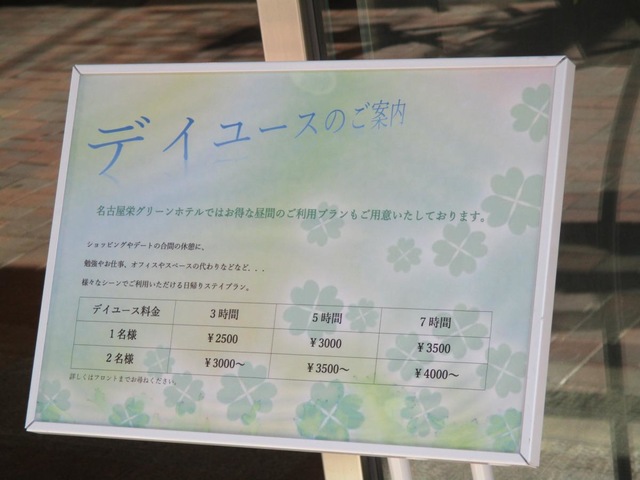 デイユースのご案内
名古屋栄グリーンホテルではお得な昼間のご利用プランもご用意いたしております。
ショッピングやデートの合間の休憩に、
勉強やお仕事、オフィスやスペースの代わりなどなど．．．
様々なシーンでご利用いただける日帰りステイプラン。
デイユース料金 3時間 5時間 7時間
1名様 ¥2500 ¥3000 ¥3500
2名様 ¥3000～ ¥3500～ ¥4000～
詳しくはフロントまでお尋ねください。